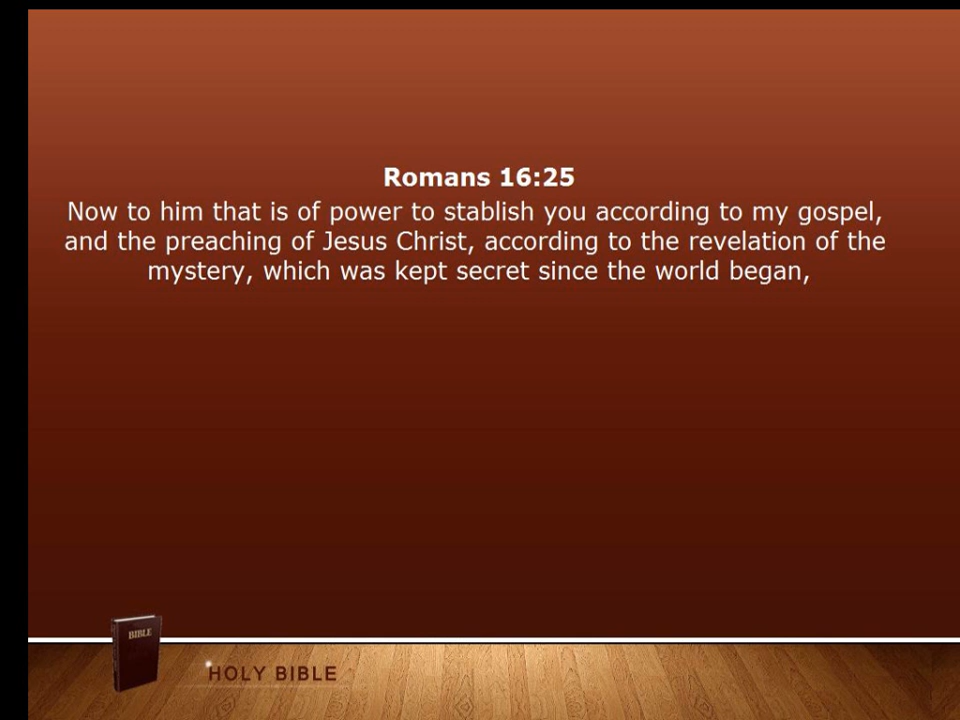 Romans 16:25
Now to him that is of power to stablish you according to my gospel,
and the preaching of Jesus Christ, according to the revelation of the
mystery, which was kept secret since the world began,
BIBLE
HOLY BIBLE